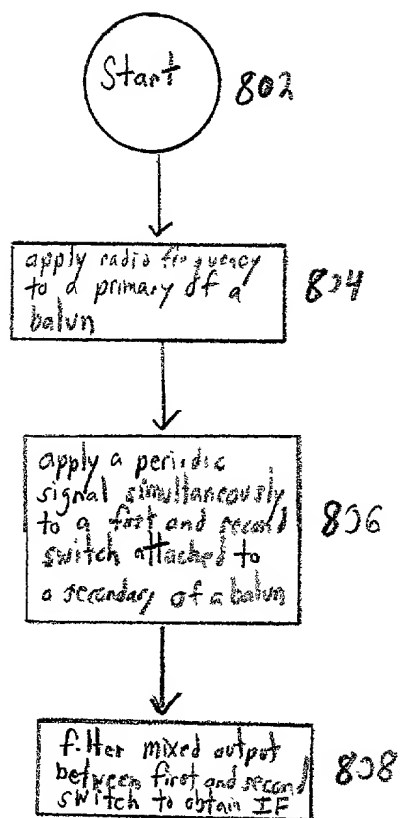 Start
802
apply radio frequency
to a primary of a
balun
804
apply a periodic
signal simultaneously
to a first and second
switch attached to
a secondary of a balun
806
filter mixed output
between first and second
switch to obtain IF
808